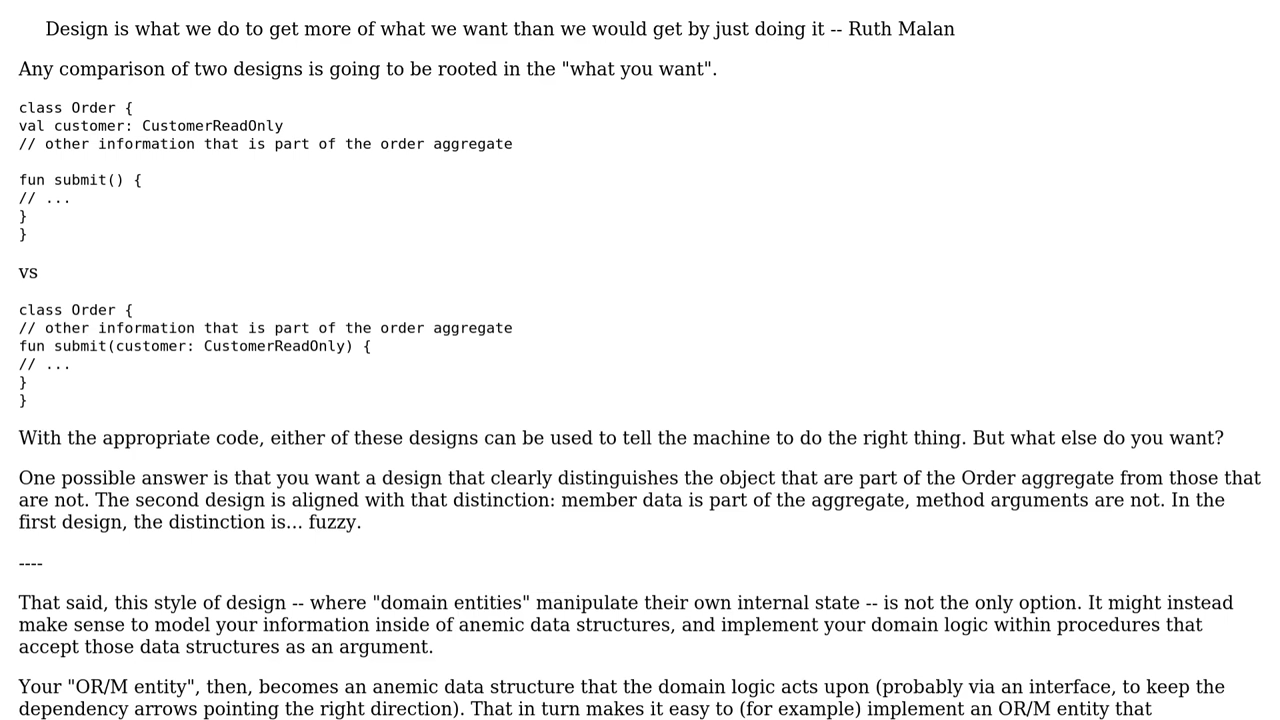 Design is what we do to get more of what we want than we would get by just doing it -- Ruth Malan
Any comparison of two designs is going to be rooted in the "what you want".
class Order {
val customer: CustomerReadOnly
// other information that is part of the order aggregate
fun submit() {
// ...
}
}
vs
class Order {
// other information that is part of the order aggregate
fun submit(customer: CustomerReadOnly) {
// ...
}
}
With the appropriate code, either of these designs can be used to tell the machine to do the right thing. But what else do you want?
One possible answer is that you want a design that clearly distinguishes the object that are part of the Order aggregate from those that
are not. The second design is aligned with that distinction: member data is part of the aggregate, method arguments are not. In the
first design, the distinction is... fuzzy.
----
That said, this style of design -- where "domain entities" manipulate their own internal state -- is not the only option. It might instead
make sense to model your information inside of anemic data structures, and implement your domain logic within procedures that
accept those data structures as an argument.
Your "OR/M entity", then, becomes an anemic data structure that the domain logic acts upon (probably via an interface, to keep the
dependency arrows pointing the right direction). That in turn makes it easy to (for example) implement an OR/M entity that